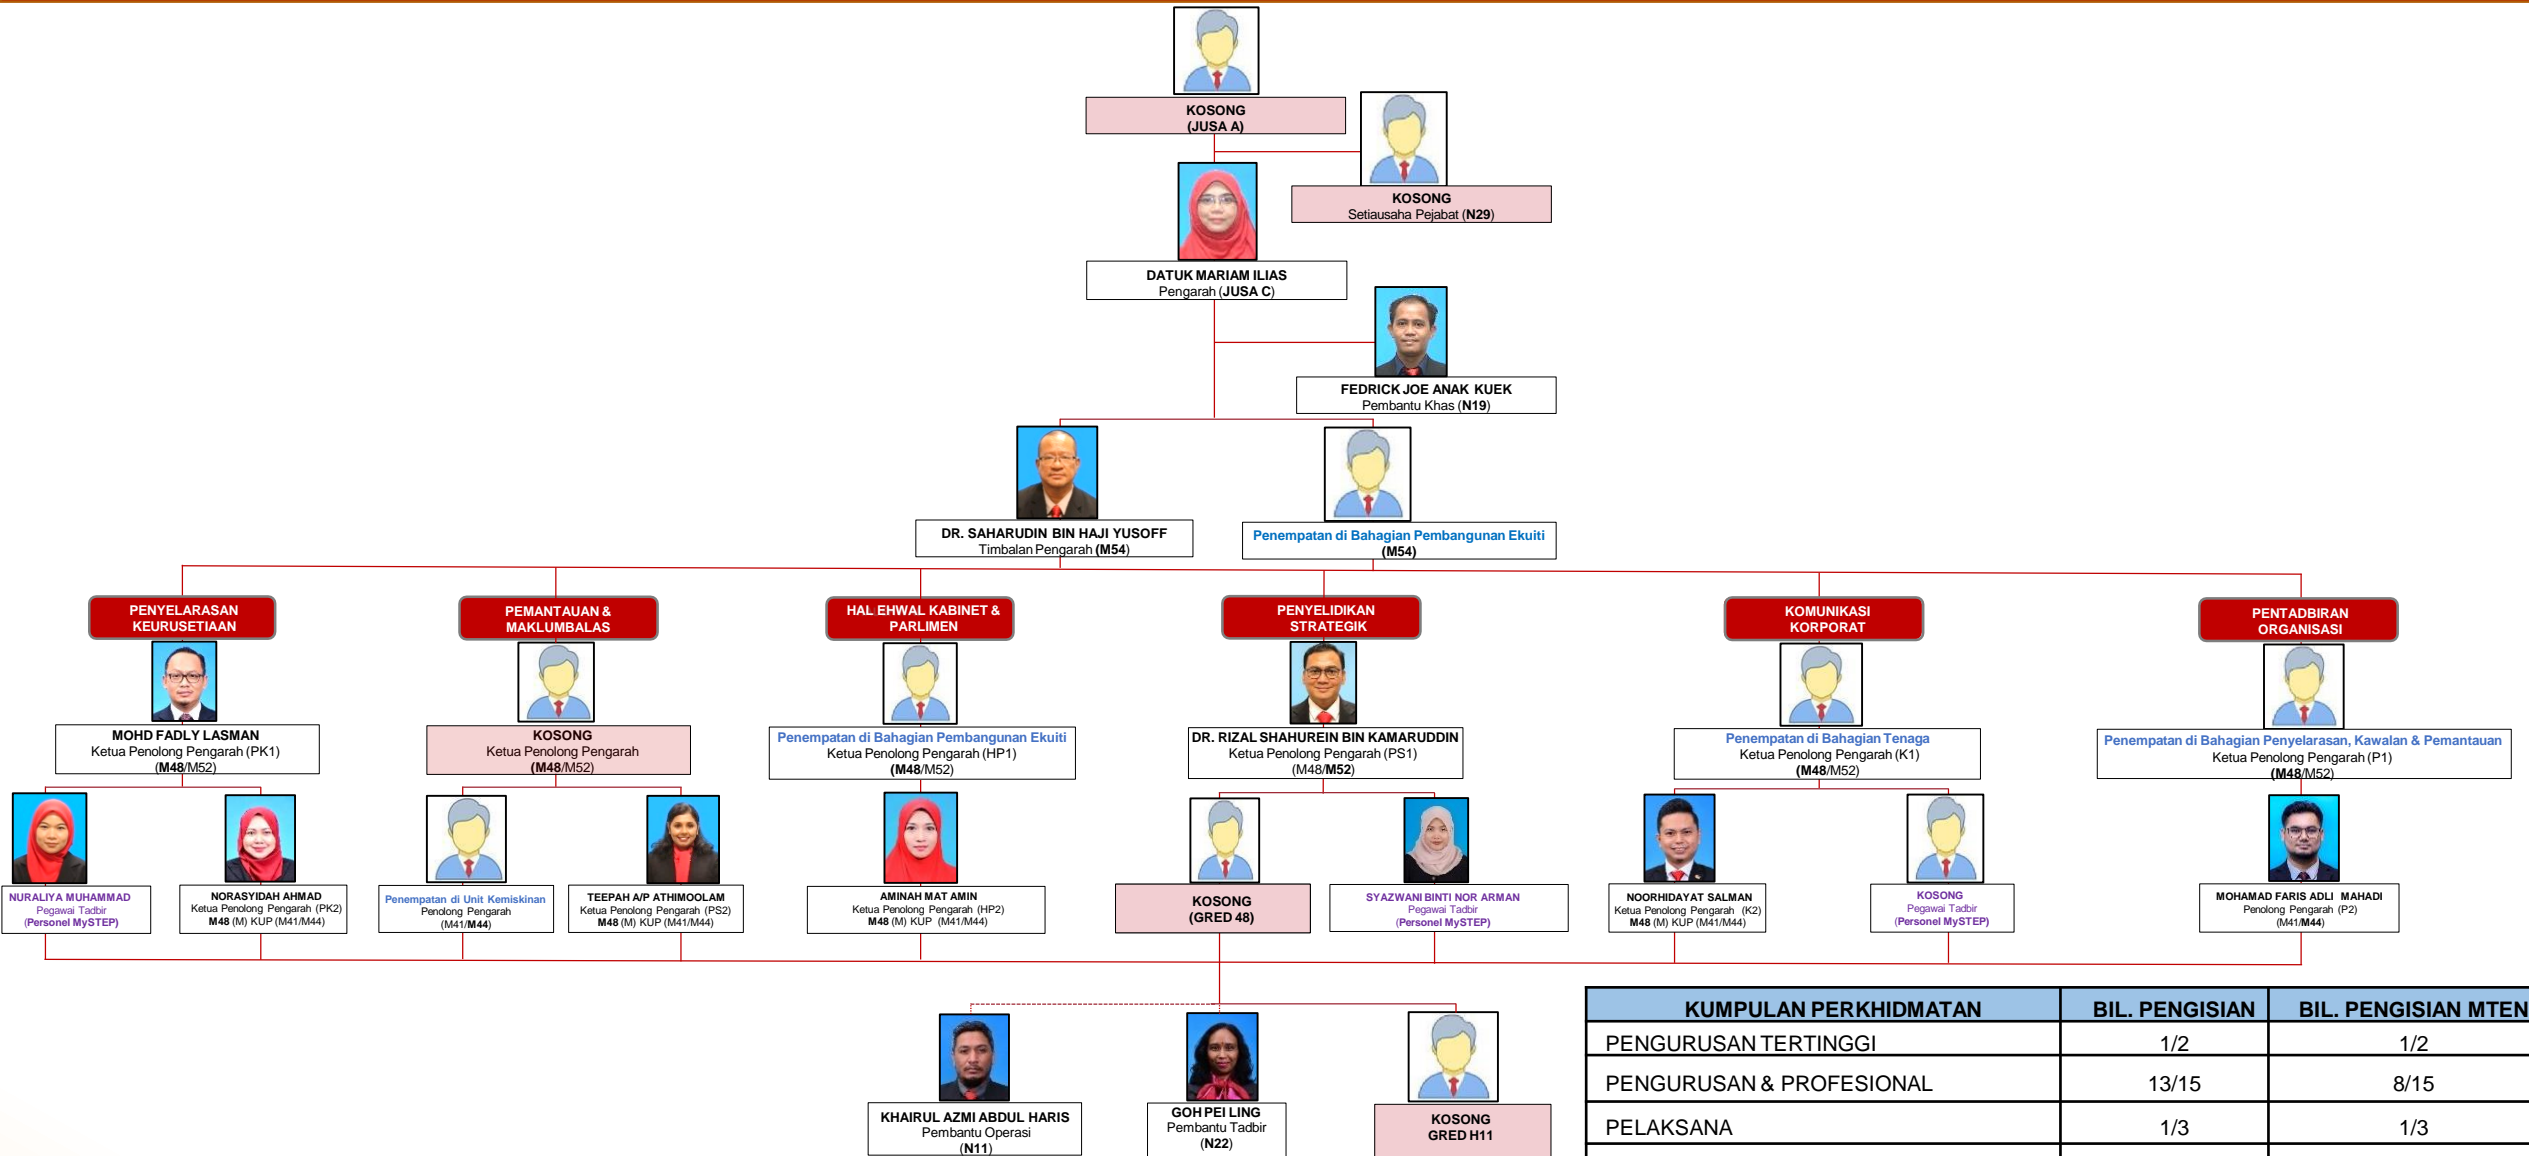 KOSONG
(JUSA A)
KOSONG
Setiausaha Pejabat (N29)
DATUK MARIAM ILIAS
Pengarah (JUSA C)
FEDRICK JOE ANAK KUEK
Pembantu Khas (N19)
DR. SAHARUDIN BIN HAJI YUSOFF
Timbalan Pengarah (M54)
Penempatan di Bahagian Pembangunan Ekuiti
(M54)
PENYELARASAN
KEURUSETIAAN
PEMANTAUAN &
MAKLUMBALAS
HAL EHWAL KABINET &
PARLIMEN
PENYELIDIKAN
STRATEGIK
KOMUNIKASI
KORPORAT
PENTADBIRAN
ORGANISASI
MOHD FADLY LASMAN
Ketua Penolong Pengarah (PK1)
(M48/M52)
KOSONG
Ketua Penolong Pengarah
(M48/M52)
Penempatan di Bahagian Pembangunan Ekuiti
Ketua Penolong Pengarah (HP1)
(M48/M52)
DR. RIZAL SHAHUREIN BIN KAMARUDDIN
Ketua Penolong Pengarah (PS1)
(M48/M52)
Penempatan di Bahagian Tenaga
Ketua Penolong Pengarah (K1)
(M48/M52)
Penempatan di Bahagian Penyelarasan, Kawalan & Pemantauan
Ketua Penolong Pengarah (P1)
(M48/M52)
NURALIYA MUHAMMAD
Pegawai Tadbir
(Personel MySTEP)
NORASYIDAH AHMAD
Ketua Penolong Pengarah (PK2)
M48 (M) KUP (M41/M44)
Penempatan di Unit Kemiskinan
Penolong Pengarah
(M41/M44)
TEEPAH A/P ATHIMOOLAM
Ketua Penolong Pengarah (PS2)
M48 (M) KUP (M41/M44)
AMINAH MAT AMIN
Ketua Penolong Pengarah (HP2)
M48 (M) KUP (M41/M44)
KOSONG
(GRED 48)
SYAZWANI BINTI NOR ARMAN
Pegawai Tadbir
(Personel MySTEP)
NOORHIDAYAT SALMAN
Ketua Penolong Pengarah (K2)
M48 (M) KUP (M41/M44)
KOSONG
Pegawai Tadbir
(Personel MySTEP)
MOHAMAD FARIS ADLI MAHADI
Penolong Pengarah (P2)
(M41/M44)
KHAIRUL AZMI ABDUL HARIS
Pembantu Operasi
(N11)
GOH PEI LING
Pembantu Tadbir
(N22)
KOSONG
GRED H11
KUMPULAN PERKHIDMATAN BIL. PENGISIAN BIL. PENGISIAN MTEN
PENGURUSAN TERTINGGI 1/2 1/2
PENGURUSAN & PROFESIONAL 13/15 8/15
PELAKSANA 1/3 1/3